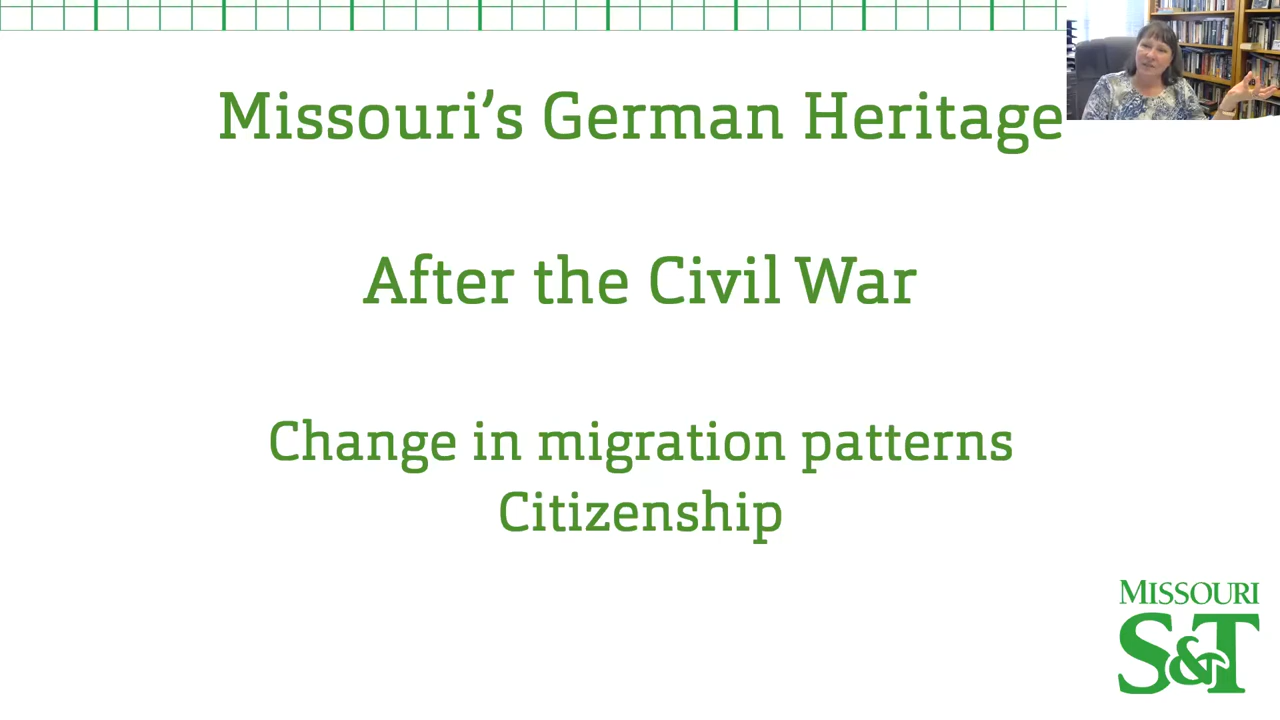 Missouri’s German Heritage
After the Civil War
Change in migration patterns
Citizenship
MISSOURI
S&T